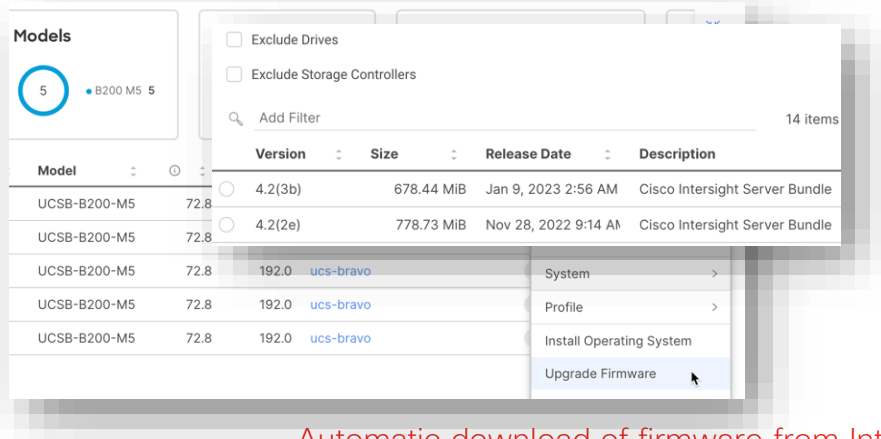 Models
5
B200 M5 5
Exclude Drives
Exclude Storage Controllers
Add Filter
14 items
Version Size Release Date Description
4.2(3b) 678.44 MiB Jan 9, 2023 2:56 AM Cisco Intersight Server Bundle
4.2(2e) 778.73 MiB Nov 28, 2022 9:14 AM Cisco Intersight Server Bundle
Model
UCSB-B200-M5 72.8
UCSB-B200-M5 72.8
UCSB-B200-M5 72.8 192.0 ucs-bravo
UCSB-B200-M5 72.8 192.0 ucs-bravo
UCSB-B200-M5 72.8 192.0 ucs-bravo
System
Profile
Install Operating System
Upgrade Firmware
Automatic download of firmware from